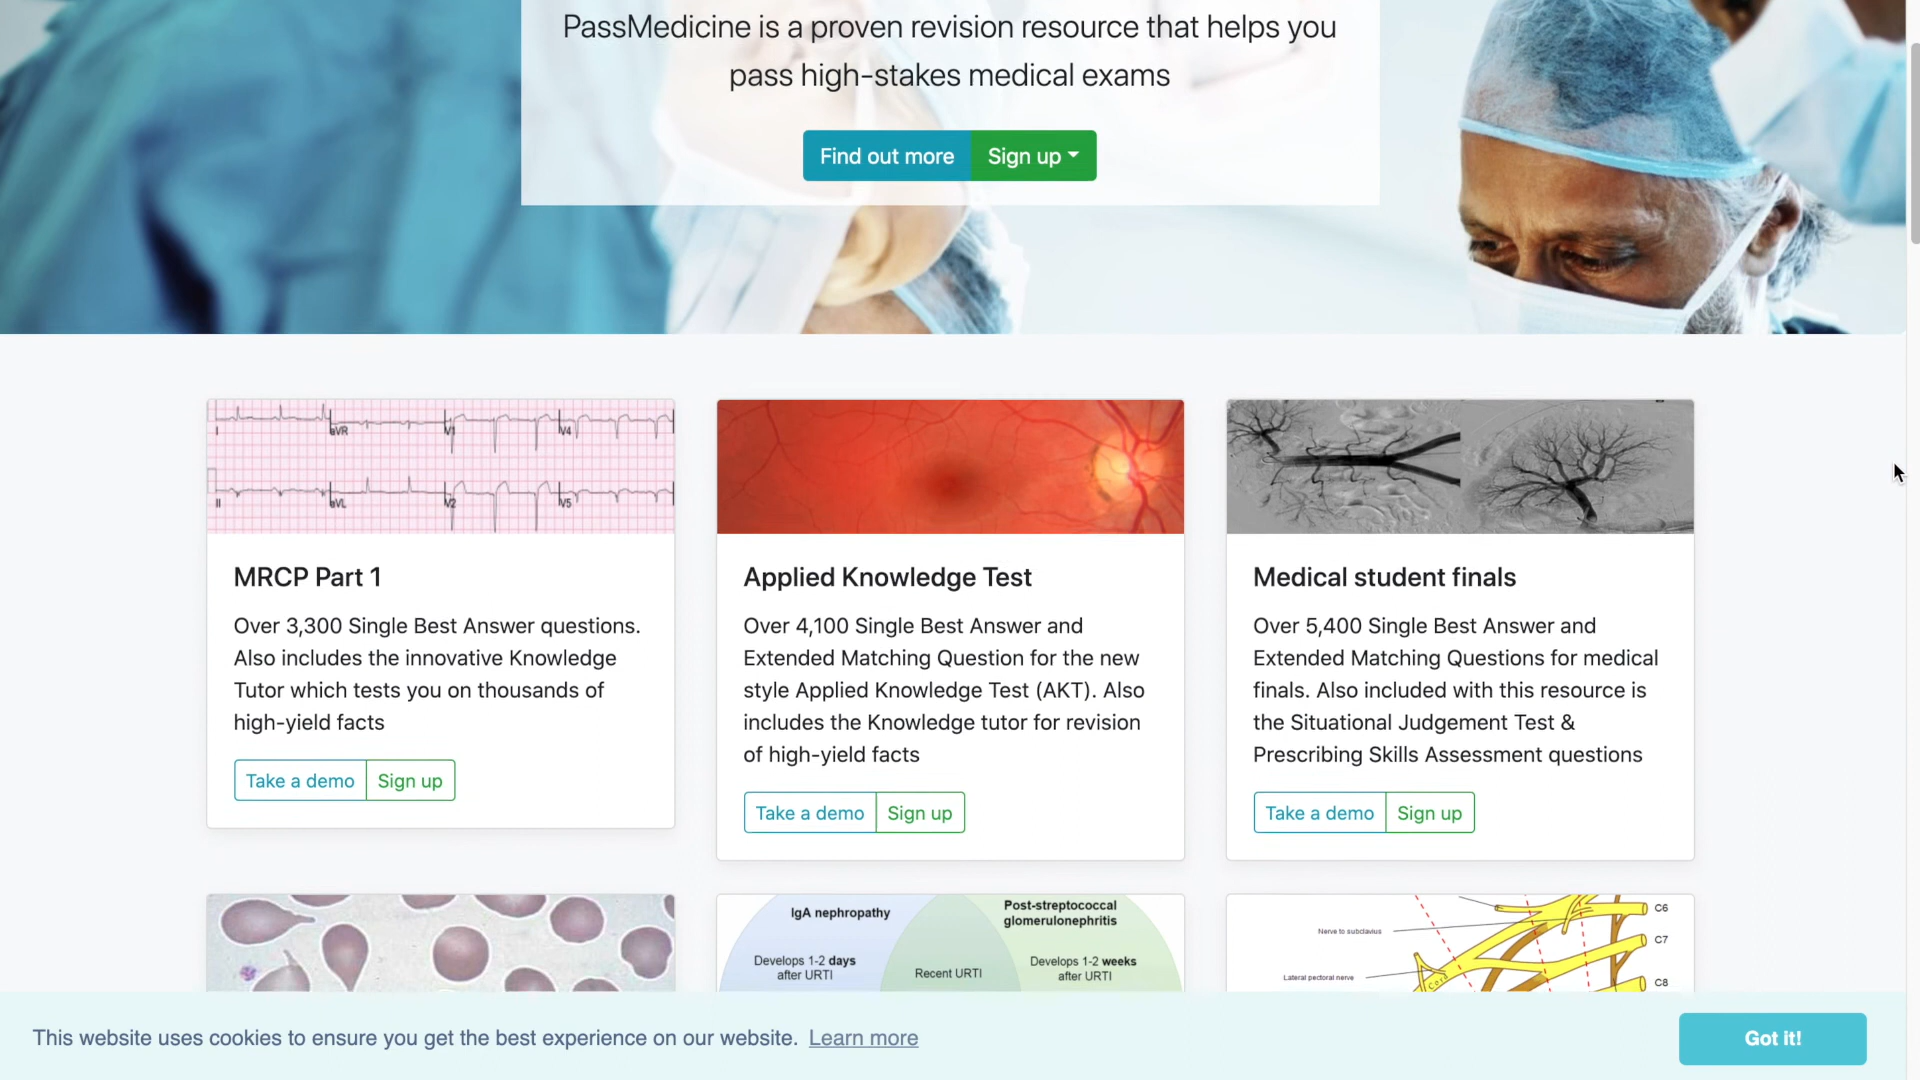 PassMedicine is a proven revision resource that helps you
pass high-stakes medical exams
Find out more
Sign up
I
aVR
V1
V4
II
aVL
V2
V5
MRCP Part 1
Over 3,300 Single Best Answer questions.
Also includes the innovative Knowledge
Tutor which tests you on thousands of
high-yield facts
Take a demo
Sign up
Applied Knowledge Test
Over 4,100 Single Best Answer and
Extended Matching Question for the new
style Applied Knowledge Test (AKT). Also
includes the Knowledge tutor for revision
of high-yield facts
Take a demo
Sign up
Medical student finals
Over 5,400 Single Best Answer and
Extended Matching Questions for medical
finals. Also included with this resource is
the Situational Judgement Test &
Prescribing Skills Assessment questions
Take a demo
Sign up
IgA nephropathy
Develops 1-2 days
after URTI
Recent URTI
Post-streptococcal
glomerulonephritis
Develops 1-2 weeks
after URTI
Nerve to subclavius
Lateral pectoral nerve
C6
C7
C8
This website uses cookies to ensure you get the best experience on our website. Learn more
Got it!